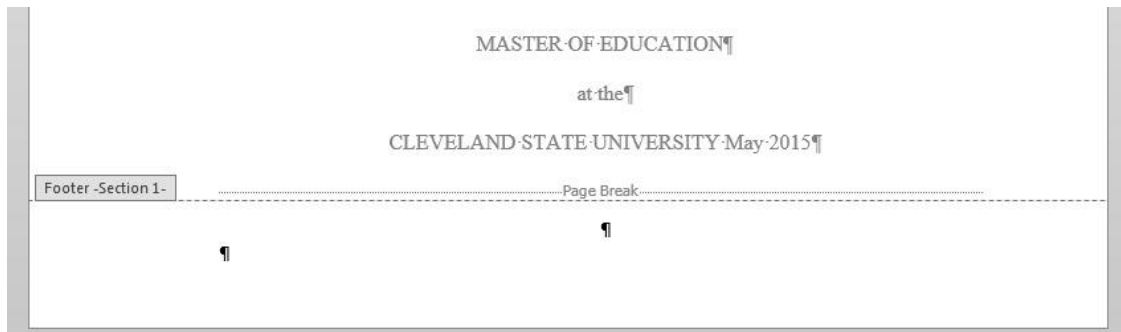 MASTER·OF·EDUCATION¶
at·the¶
CLEVELAND·STATE·UNIVERSITY·May·2015¶
Footer -Section 1-
Page Break
¶
¶